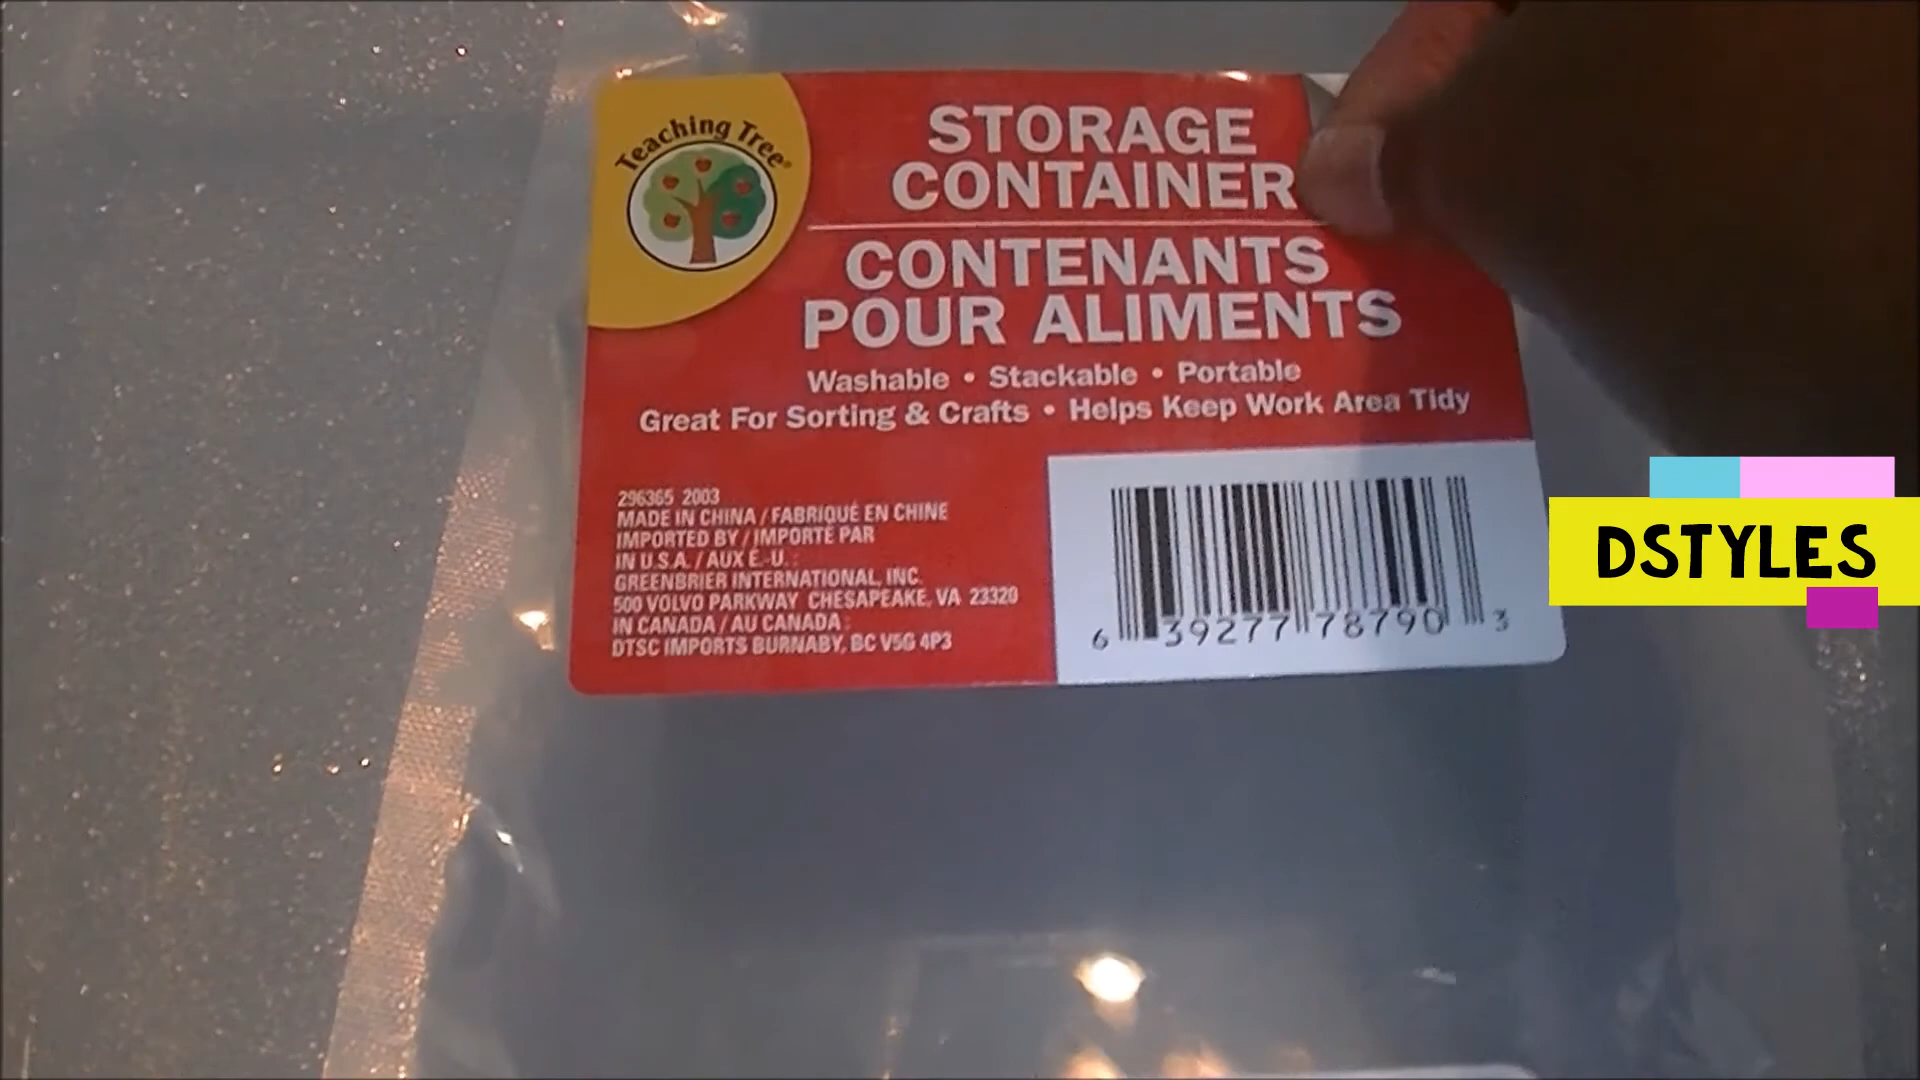 Teaching Tree®
STORAGE
CONTAINER
CONTENANTS
POUR ALIMENTS
Washable • Stackable • Portable
Great For Sorting & Crafts • Helps Keep Work Area Tidy
296365 2003
MADE IN CHINA / FABRIQUÉ EN CHINE
IMPORTED BY / IMPORTÉ PAR
IN U.S.A. / AUX É.-U. :
GREENBRIER INTERNATIONAL, INC.
500 VOLVO PARKWAY CHESAPEAKE, VA 23320
IN CANADA / AU CANADA :
DTSC IMPORTS BURNABY, BC V5G 4P3
6 39277 78790 3
DSTYLES